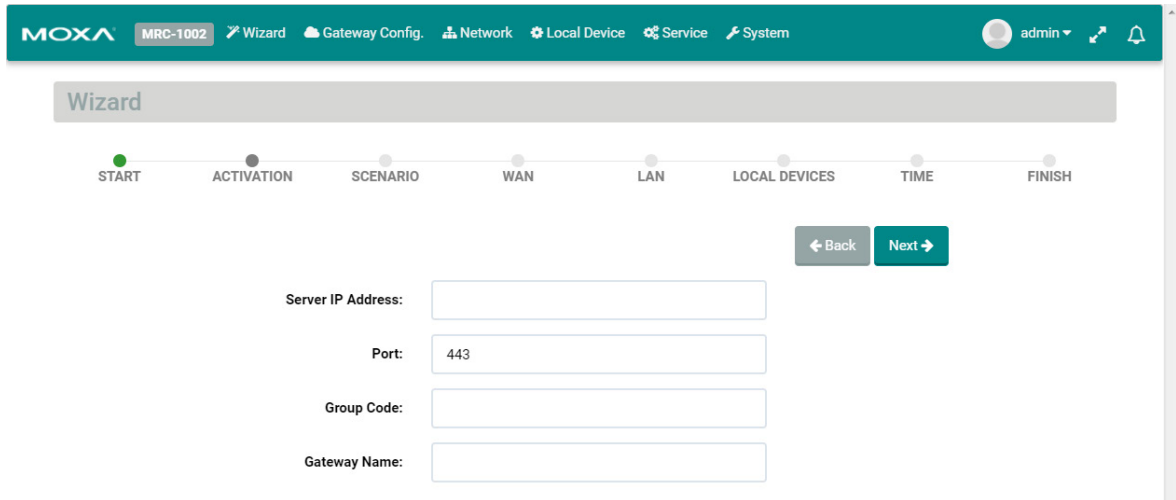 MOXA MRC-1002 Wizard Gateway Config. Network Local Device Service System admin
Wizard
START ACTIVATION SCENARIO WAN LAN LOCAL DEVICES TIME FINISH
Back Next
Server IP Address:
Port: 443
Group Code:
Gateway Name: